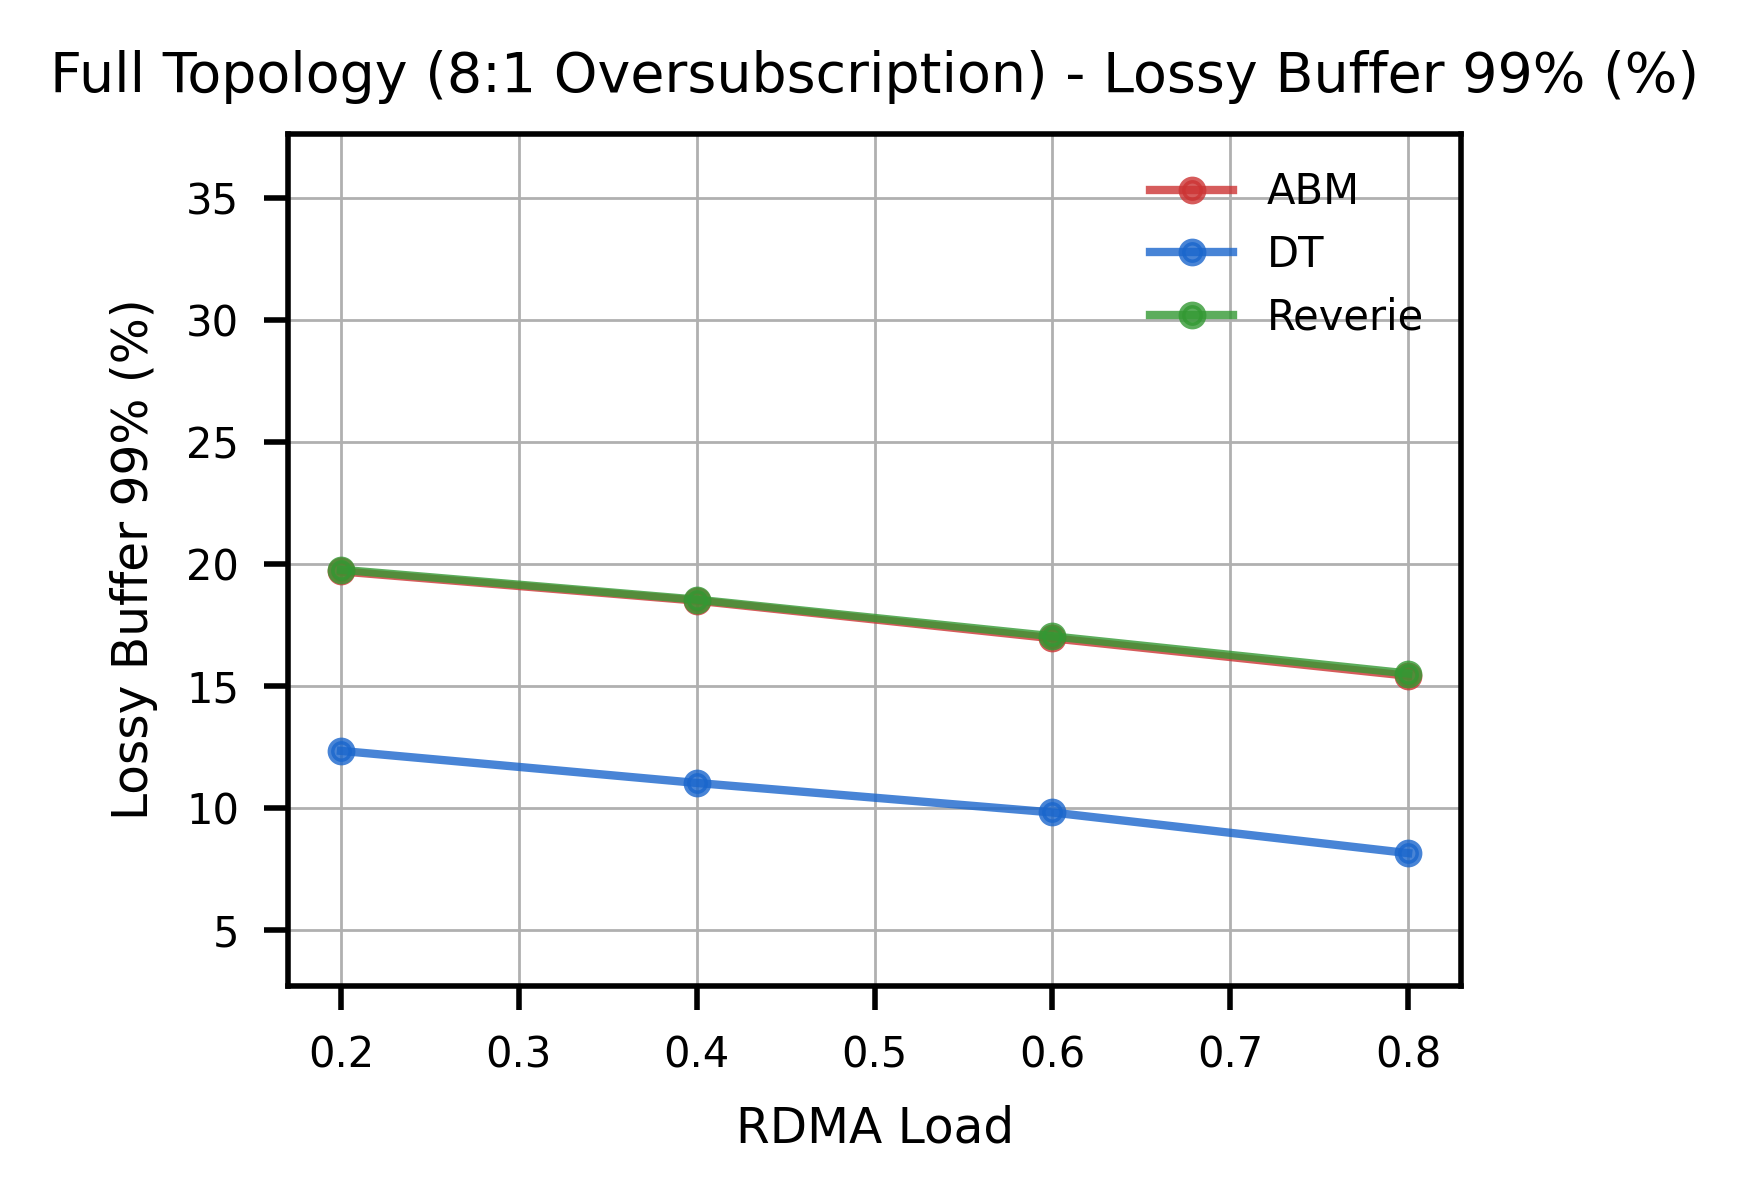 Full Topology (8:1 Oversubscription) - Lossy Buffer 99% (%)
Lossy Buffer 99% (%)
35
30
25
20
15
10
5
ABM
DT
Reverie
0.2 0.3 0.4 0.5 0.6 0.7 0.8
RDMA Load